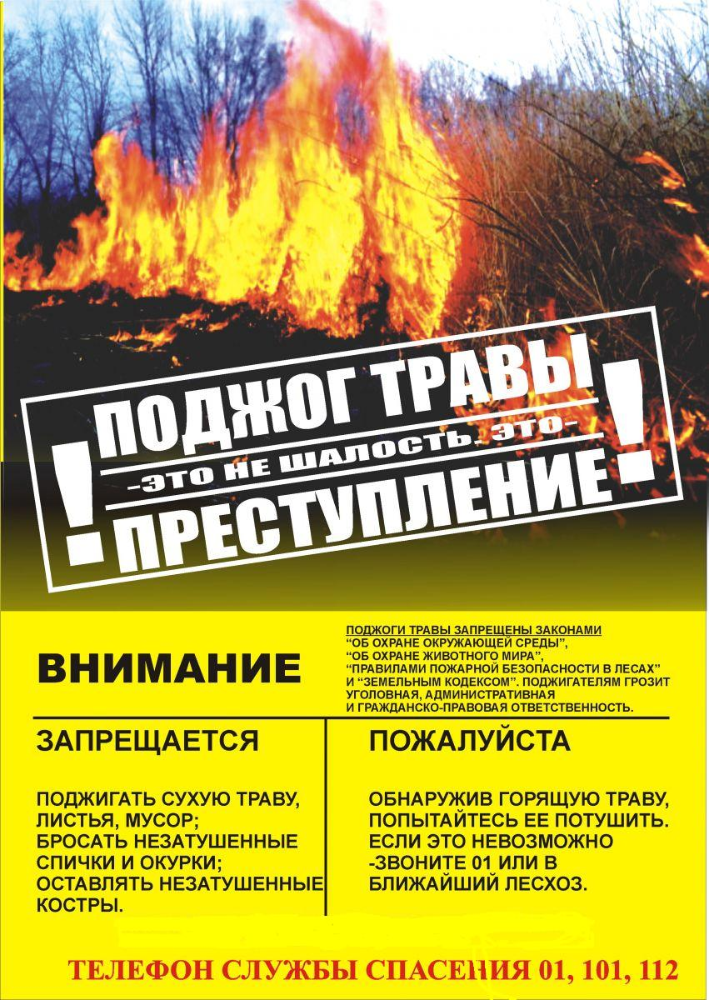 ! ПОДЖОГ ТРАВЫ !
-ЭТО НЕ ШАЛОСТЬ. ЭТО-
ПРЕСТУПЛЕНИЕ
ВНИМАНИЕ
ПОДЖОГИ ТРАВЫ ЗАПРЕЩЕНЫ ЗАКОНАМИ
“ОБ ОХРАНЕ ОКРУЖАЮЩЕЙ СРЕДЫ”,
“ОБ ОХРАНЕ ЖИВОТНОГО МИРА”,
“ПРАВИЛАМИ ПОЖАРНОЙ БЕЗОПАСНОСТИ В ЛЕСАХ”
И “ЗЕМЕЛЬНЫМ КОДЕКСОМ”. ПОДЖИГАТЕЛЯМ ГРОЗИТ
УГОЛОВНАЯ, АДМИНИСТРАТИВНАЯ
И ГРАЖДАНСКО-ПРАВОВАЯ ОТВЕТСТВЕННОСТЬ.
ЗАПРЕЩАЕТСЯ
ПОДЖИГАТЬ СУХУЮ ТРАВУ,
ЛИСТЬЯ, МУСОР;
БРОСАТЬ НЕЗАТУШЕННЫЕ
СПИЧКИ И ОКУРКИ;
ОСТАВЛЯТЬ НЕЗАТУШЕННЫЕ
КОСТРЫ.
ПОЖАЛУЙСТА
ОБНАРУЖИВ ГОРЯЩУЮ ТРАВУ,
ПОПЫТАЙТЕСЬ ЕЕ ПОТУШИТЬ.
ЕСЛИ ЭТО НЕВОЗМОЖНО
-ЗВОНИТЕ 01 ИЛИ В
БЛИЖАЙШИЙ ЛЕСХОЗ.
ТЕЛЕФОН СЛУЖБЫ СПАСЕНИЯ 01, 101, 112